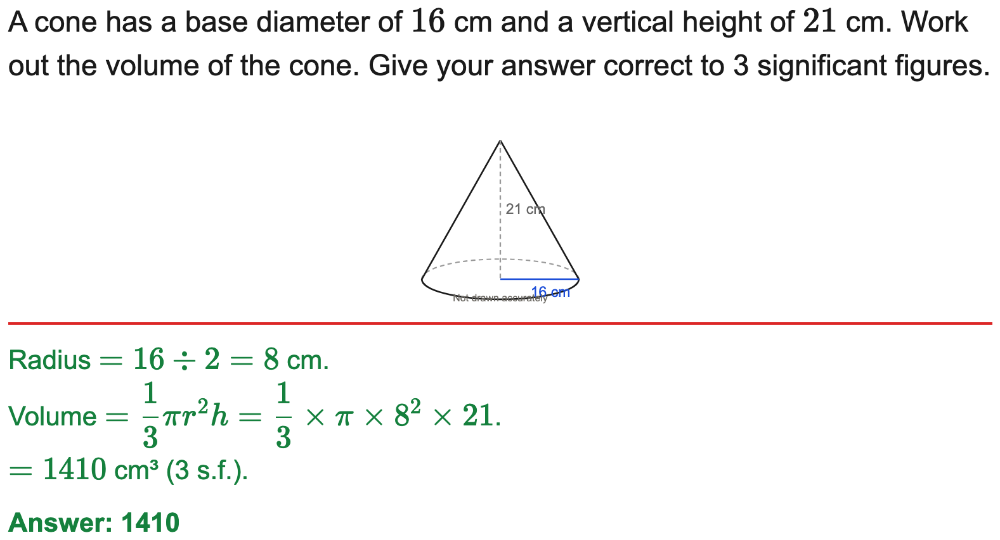 A cone has a base diameter of 16 cm and a vertical height of 21 cm. Work
out the volume of the cone. Give your answer correct to 3 significant figures.
21 cm
16 cm
Not drawn accurately
Radius = 16 ÷ 2 = 8 cm.
Volume = 1/3 πr²h = 1/3 × π × 8² × 21.
= 1410 cm³ (3 s.f.).
Answer: 1410